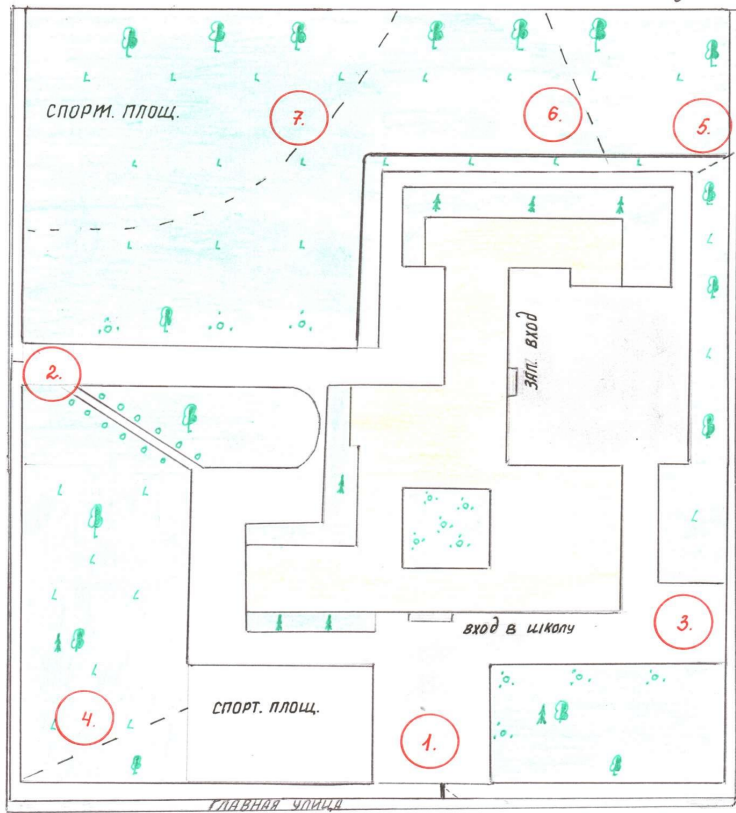 СПОРТ. ПЛОЩ.
7.
6.
5.
ЗАП. ВХОД
2.
ВХОД В ШКОЛУ
3.
4.
СПОРТ. ПЛОЩ.
1.
ГЛАВНАЯ УЛИЦА